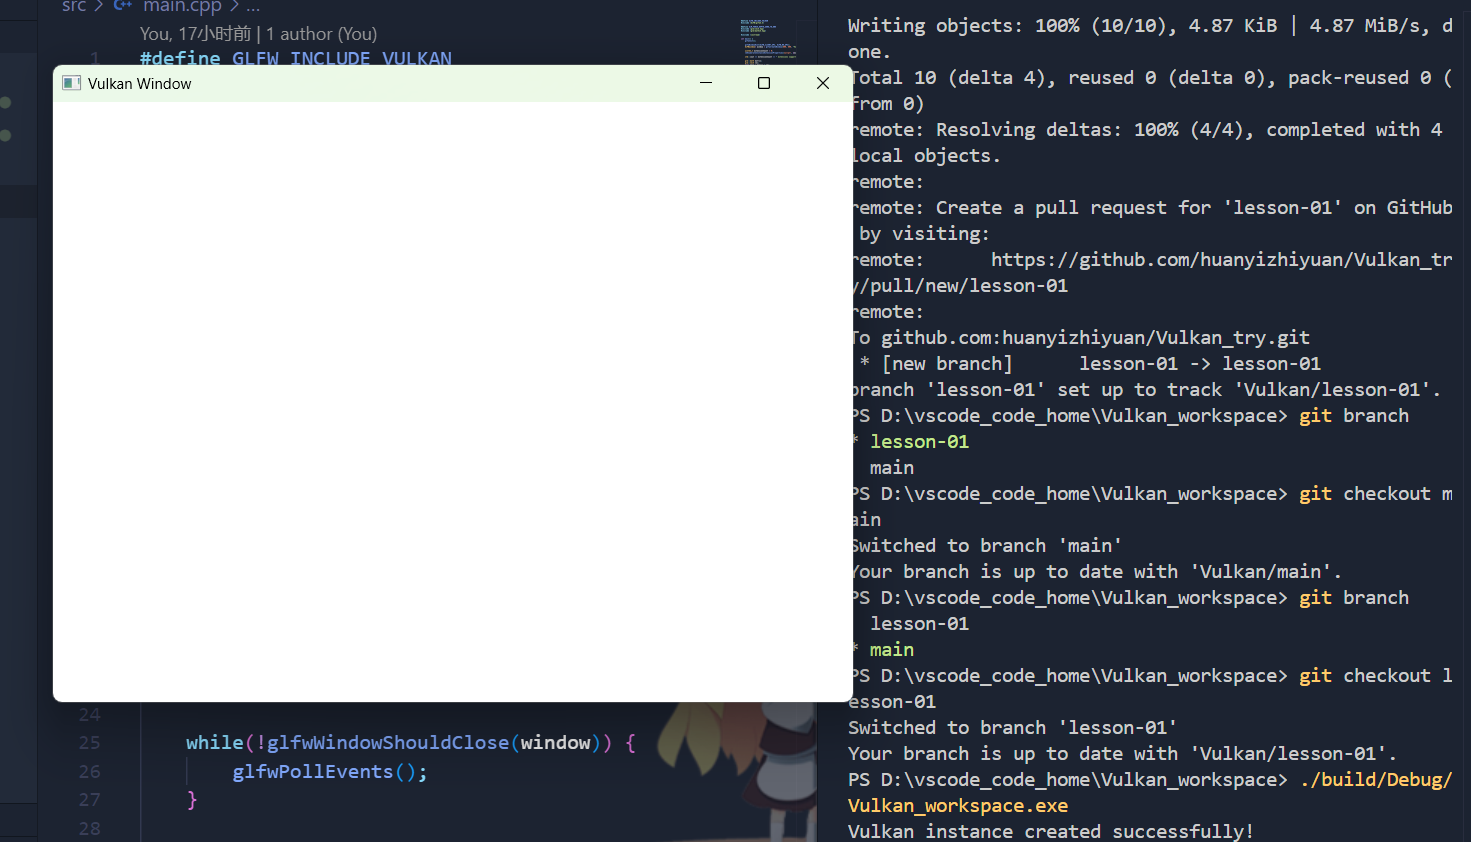 src > main.cpp > ...
You, 17小时前 | 1 author (You)
1 #define GLFW_INCLUDE_VULKAN
Vulkan Window
24
25 while(!glfwWindowShouldClose(window)) {
26 glfwPollEvents();
27 }
28
Writing objects: 100% (10/10), 4.87 KiB | 4.87 MiB/s, d
one.
Total 10 (delta 4), reused 0 (delta 0), pack-reused 0 (
from 0)
remote: Resolving deltas: 100% (4/4), completed with 4
local objects.
remote:
remote: Create a pull request for 'lesson-01' on GitHub
by visiting:
remote: https://github.com/huanyizhiyuan/Vulkan_tr
y/pull/new/lesson-01
remote:
To github.com:huanyizhiyuan/Vulkan_try.git
* [new branch] lesson-01 -> lesson-01
branch 'lesson-01' set up to track 'Vulkan/lesson-01'.
PS D:\vscode_code_home\Vulkan_workspace> git branch
* lesson-01
main
PS D:\vscode_code_home\Vulkan_workspace> git checkout m
ain
Switched to branch 'main'
Your branch is up to date with 'Vulkan/main'.
PS D:\vscode_code_home\Vulkan_workspace> git branch
lesson-01
* main
PS D:\vscode_code_home\Vulkan_workspace> git checkout l
esson-01
Switched to branch 'lesson-01'
Your branch is up to date with 'Vulkan/lesson-01'.
PS D:\vscode_code_home\Vulkan_workspace> ./build/Debug/
Vulkan_workspace.exe
Vulkan instance created successfully!